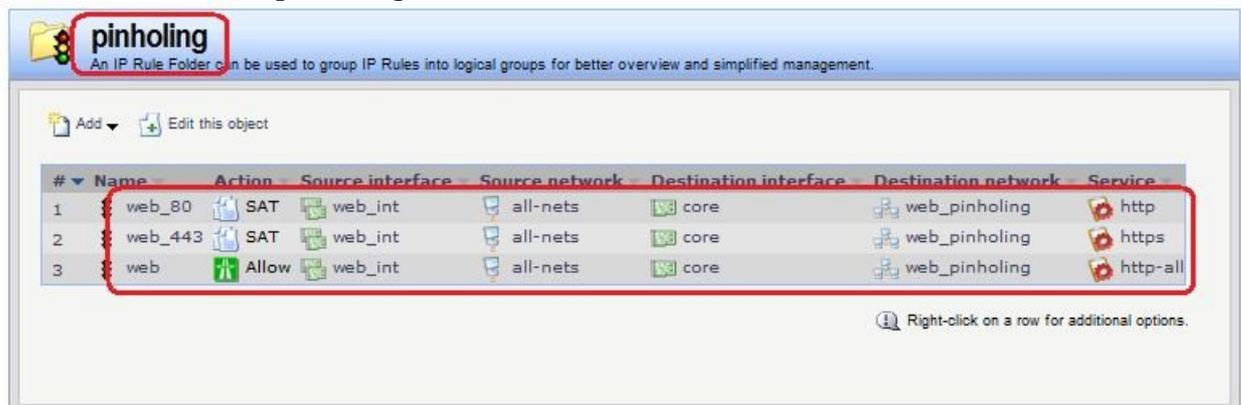 pinholing
An IP Rule Folder can be used to group IP Rules into logical groups for better overview and simplified management.
Add Edit this object
# Name Action Source interface Source network Destination interface Destination network Service
1 web_80 SAT web_int all-nets core web_pinholing http
2 web_443 SAT web_int all-nets core web_pinholing https
3 web Allow web_int all-nets core web_pinholing http-all
Right-click on a row for additional options.